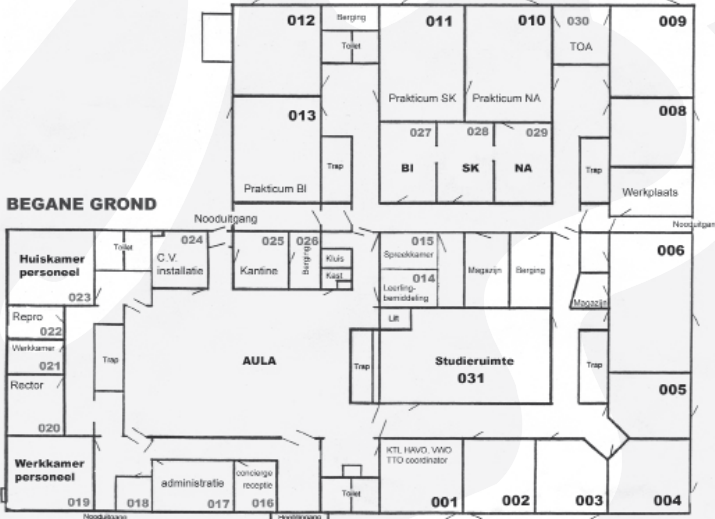 012
Berging
Toilet
011
010
030
TOA
009
013
Prakticum SK
Prakticum NA
008
027
028
029
Trap
BI
SK
NA
Trap
Prakticum BI
Werkplaats
BEGANE GROND
Nooduitgang
Nooduitgang
Huiskamer
personeel
023
Toilet
024
C.V.
installatie
025
Kantine
026
Berging
Kluis
Kast
015
Spreekkamer
014
Leerling-
bemiddeling
Magazijn
Berging
006
Magazijn
Repro
022
Werkkamer
021
Rector
020
Trap
AULA
Lift
Trap
Studieruimte
031
Trap
005
Werkkamer
personeel
019
018
administratie
017
concierge
receptie
016
Toilet
KTL HAVO, VWO
TTO coordinator
001
002
003
004
Nooduitgang
Hoofdingang